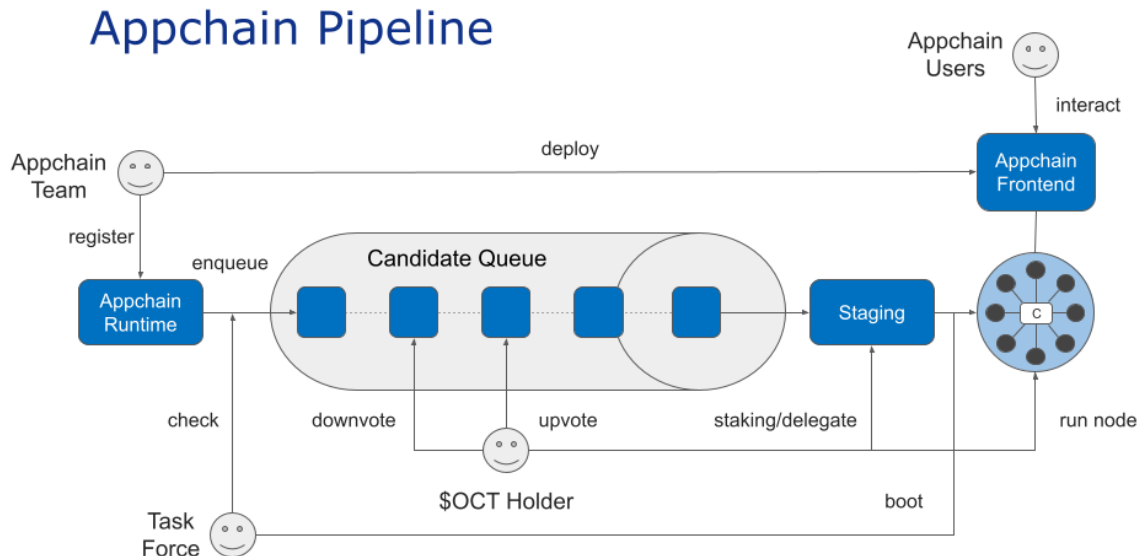 Appchain Pipeline
Appchain
Users
interact
deploy
Appchain
Team
Appchain
Frontend
register
enqueue
Candidate Queue
Appchain
Runtime
Staging
C
check
downvote
upvote
staking/delegate
run node
$OCT Holder
boot
Task
Force